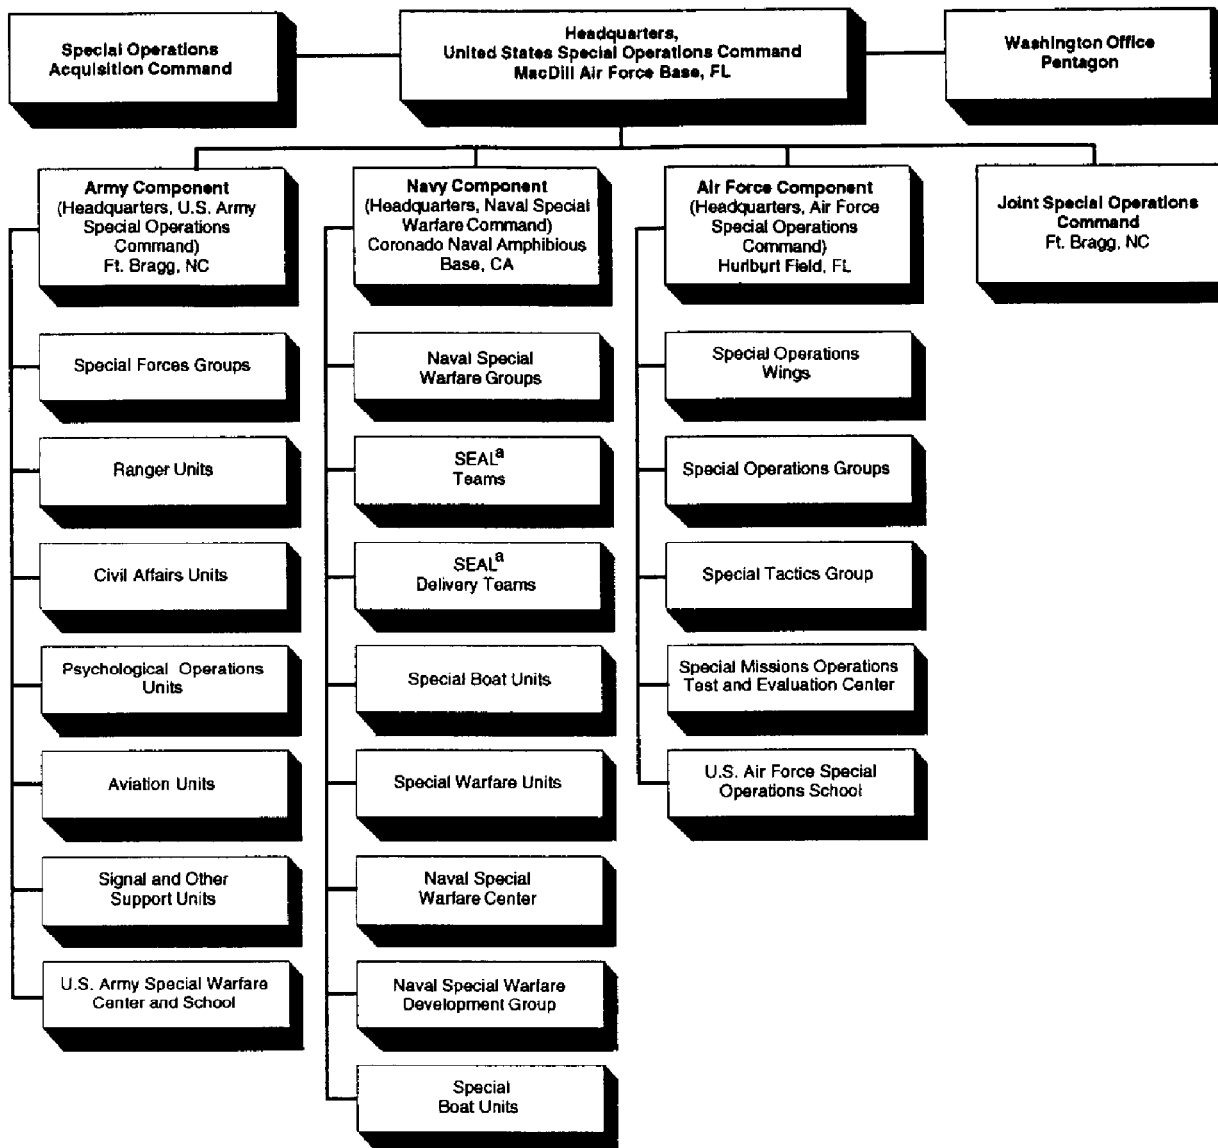 Special Operations
Acquisition Command
Headquarters,
United States Special Operations Command
MacDill Air Force Base, FL
Washington Office
Pentagon
Army Component
(Headquarters, U.S. Army
Special Operations
Command)
Ft. Bragg, NC
Navy Component
(Headquarters, Naval Special
Warfare Command)
Coronado Naval Amphibious
Base, CA
Air Force Component
(Headquarters, Air Force
Special Operations
Command)
Hurlburt Field, FL
Joint Special Operations
Command
Ft. Bragg, NC
Special Forces Groups
Ranger Units
Civil Affairs Units
Psychological Operations
Units
Aviation Units
Signal and Other
Support Units
U.S. Army Special Warfare
Center and School
Naval Special
Warfare Groups
SEALa
Teams
SEALa
Delivery Teams
Special Boat Units
Special Warfare Units
Naval Special
Warfare Center
Naval Special Warfare
Development Group
Special
Boat Units
Special Operations
Wings
Special Operations Groups
Special Tactics Group
Special Missions Operations
Test and Evaluation Center
U.S. Air Force Special
Operations School